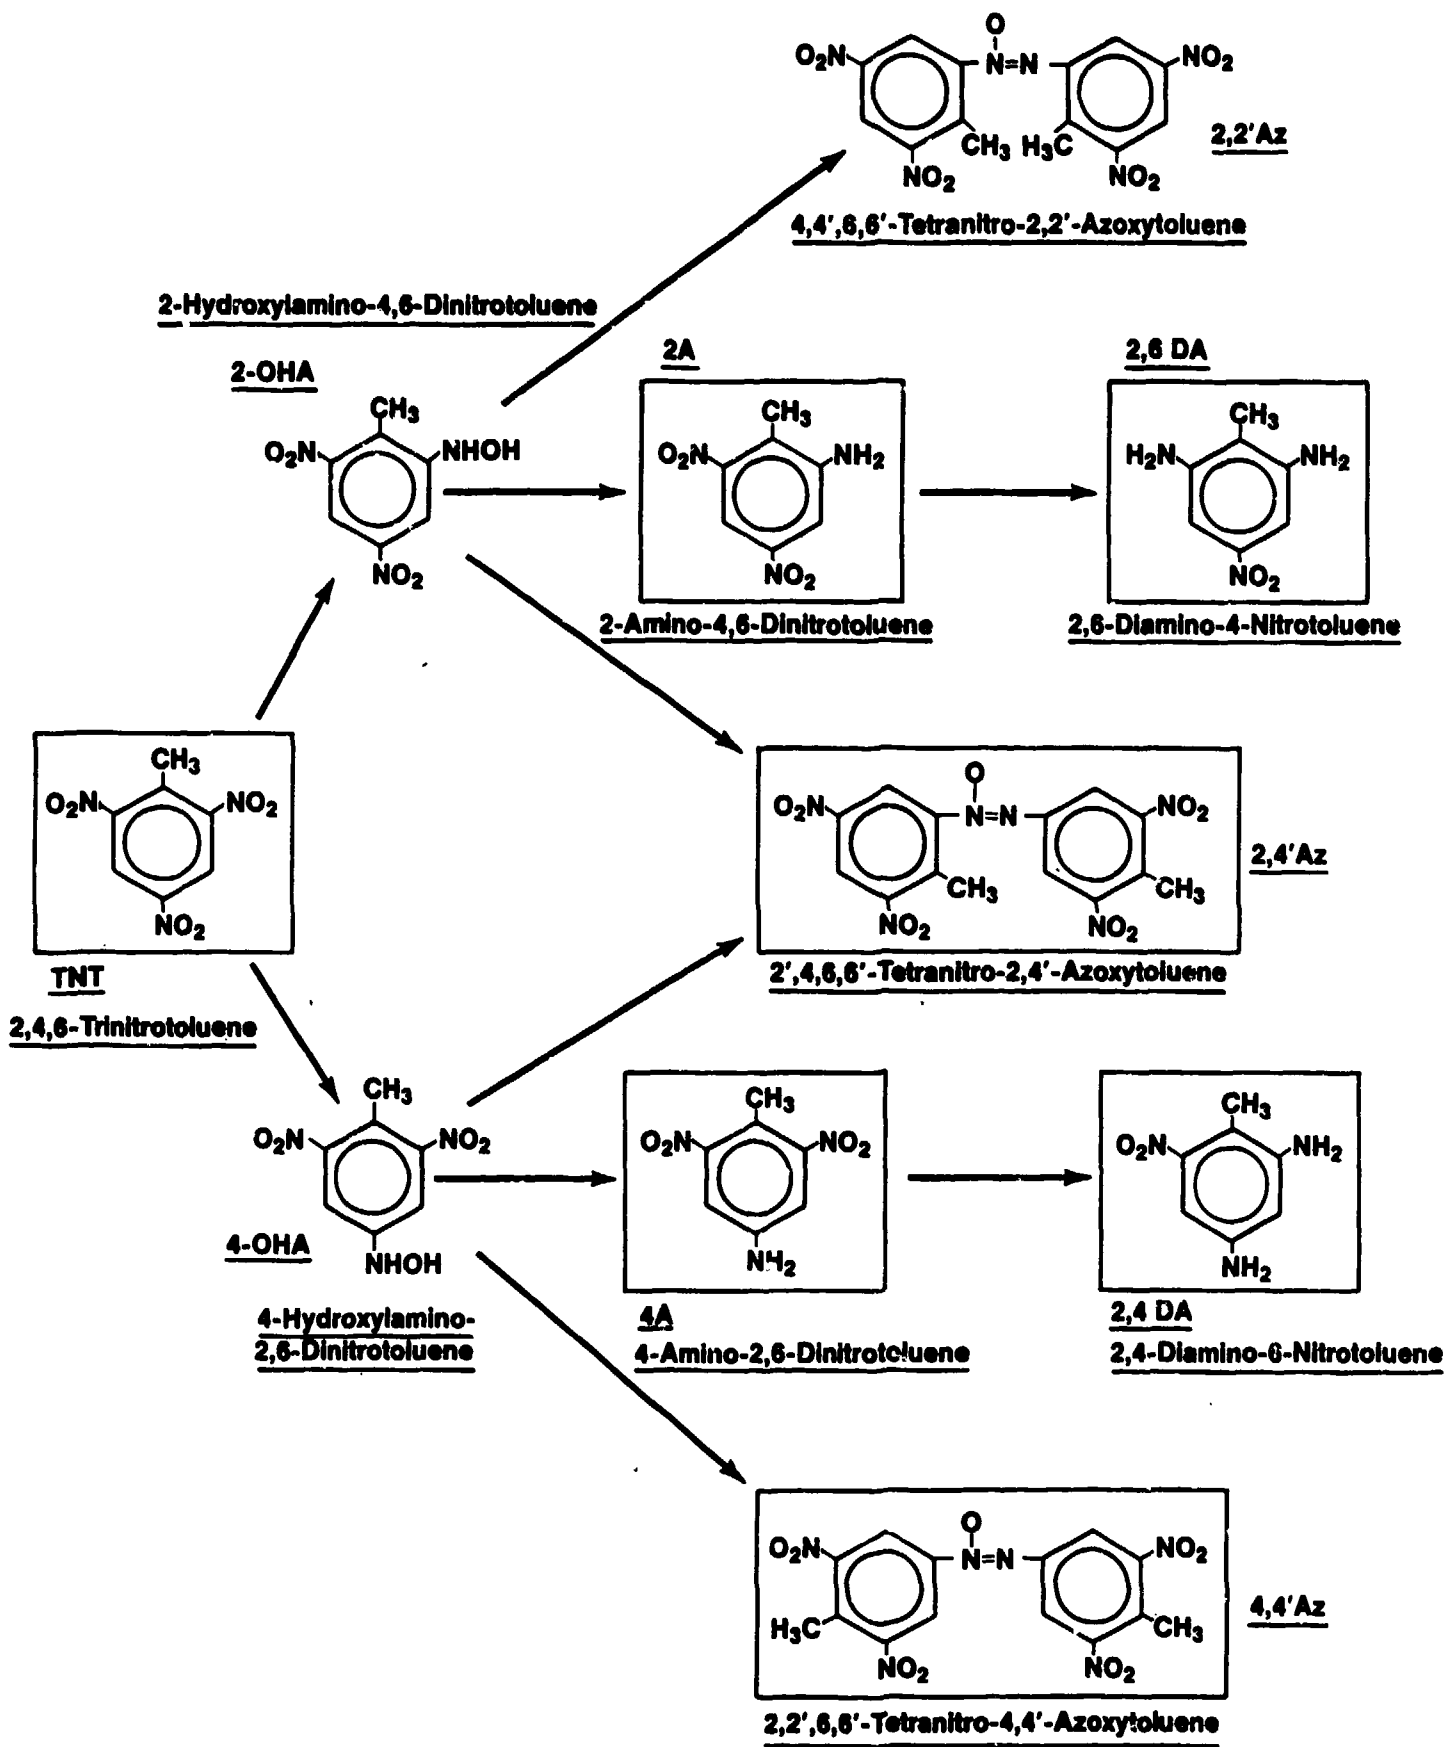 O
O₂N
N=N
NO₂
CH₃ H₃C
NO₂
NO₂
2,2'Az
4,4',6,6'-Tetranitro-2,2'-Azoxytoluene
2-Hydroxylamino-4,6-Dinitrotoluene
2-OHA
CH₃
O₂N
NHOH
NO₂
2A
CH₃
O₂N
NH₂
NO₂
2-Amino-4,6-Dinitrotoluene
2,6 DA
CH₃
H₂N
NH₂
NO₂
2,6-Diamino-4-Nitrotoluene
CH₃
O₂N
NO₂
NO₂
TNT
2,4,6-Trinitrotoluene
O
O₂N
N=N
NO₂
CH₃
CH₃
NO₂
NO₂
2,4'Az
2',4,6,6'-Tetranitro-2,4'-Azoxytoluene
CH₃
O₂N
NO₂
NHOH
4-OHA
4-Hydroxylamino-
2,6-Dinitrotoluene
CH₃
O₂N
NO₂
NH₂
4A
4-Amino-2,6-Dinitrotoluene
CH₃
O₂N
NH₂
NH₂
2,4 DA
2,4-Diamino-6-Nitrotoluene
O
O₂N
N=N
NO₂
H₃C
CH₃
NO₂
NO₂
4,4'Az
2,2',6,6'-Tetranitro-4,4'-Azoxytoluene